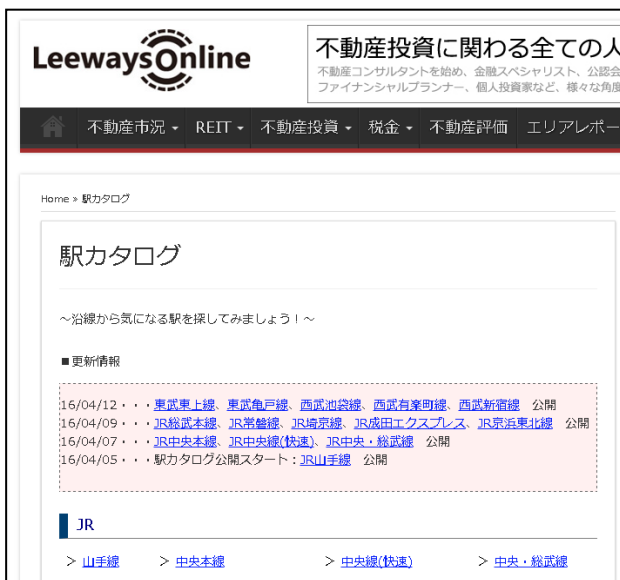 LeewaysOnline
不動産投資に関わる全ての人
不動産コンサルタントを始め、金融スペシャリスト、公認会
ファイナンシャルプランナー、個人投資家など、様々な角度
不動産市況 REIT 不動産投資 税金 不動産評価 エリアレポー
Home » 駅カタログ
駅カタログ
～沿線から気になる駅を探してみましょう！～
■更新情報
16/04/12・・・東武東上線、東武亀戸線、西武池袋線、西武有楽町線、西武新宿線 公開
16/04/09・・・JR総武本線、JR常磐線、JR埼京線、JR成田エクスプレス、JR京浜東北線 公開
16/04/07・・・JR中央本線、JR中央線(快速)、JR中央・総武線 公開
16/04/05・・・駅カタログ公開スタート：JR山手線 公開
JR
＞ 山手線 ＞ 中央本線 ＞ 中央線(快速) ＞ 中央・総武線